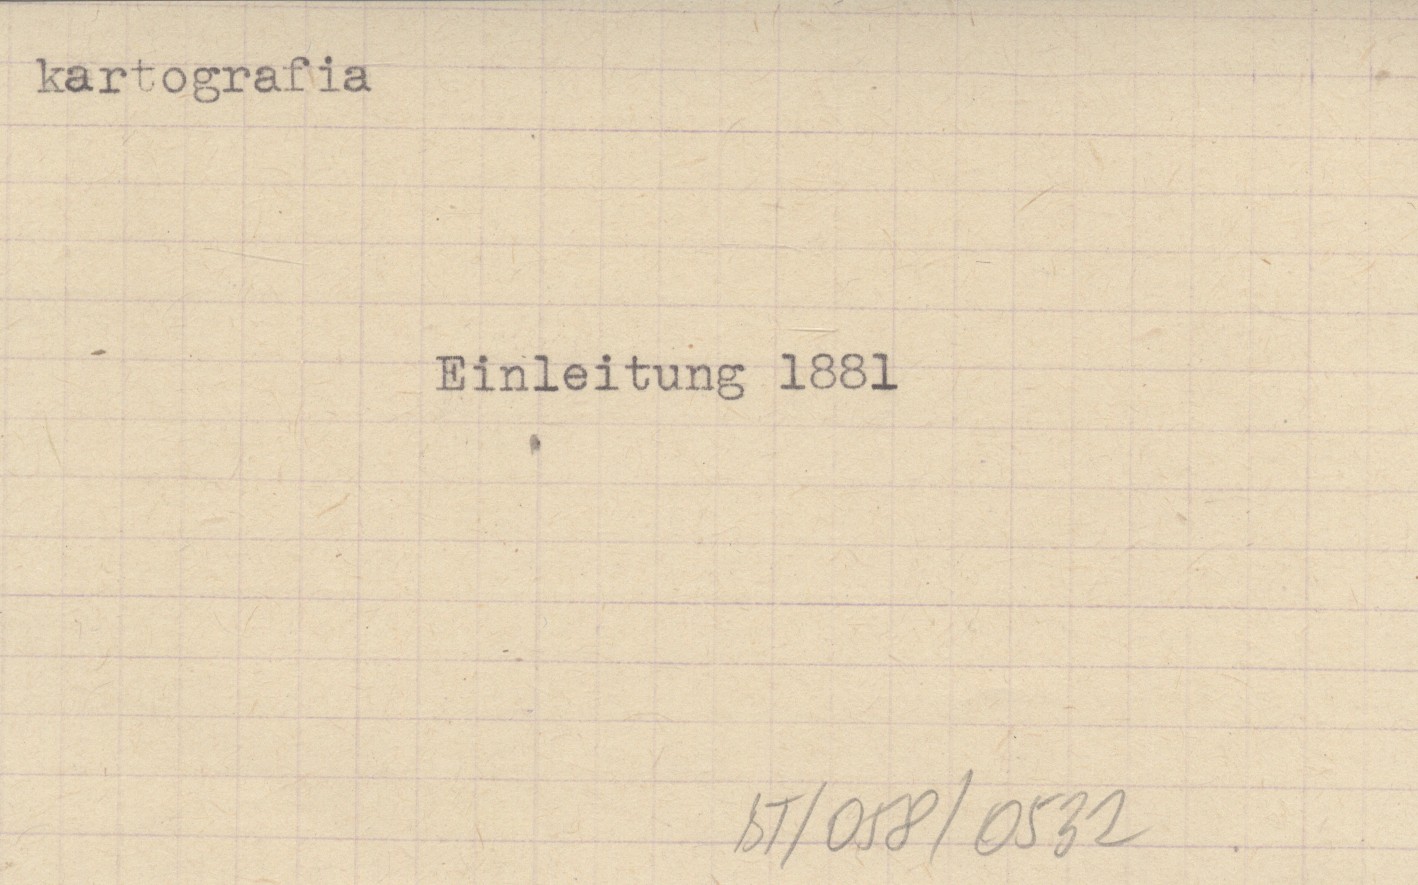 kartografia
Einleitung 1881
bT/058/0532